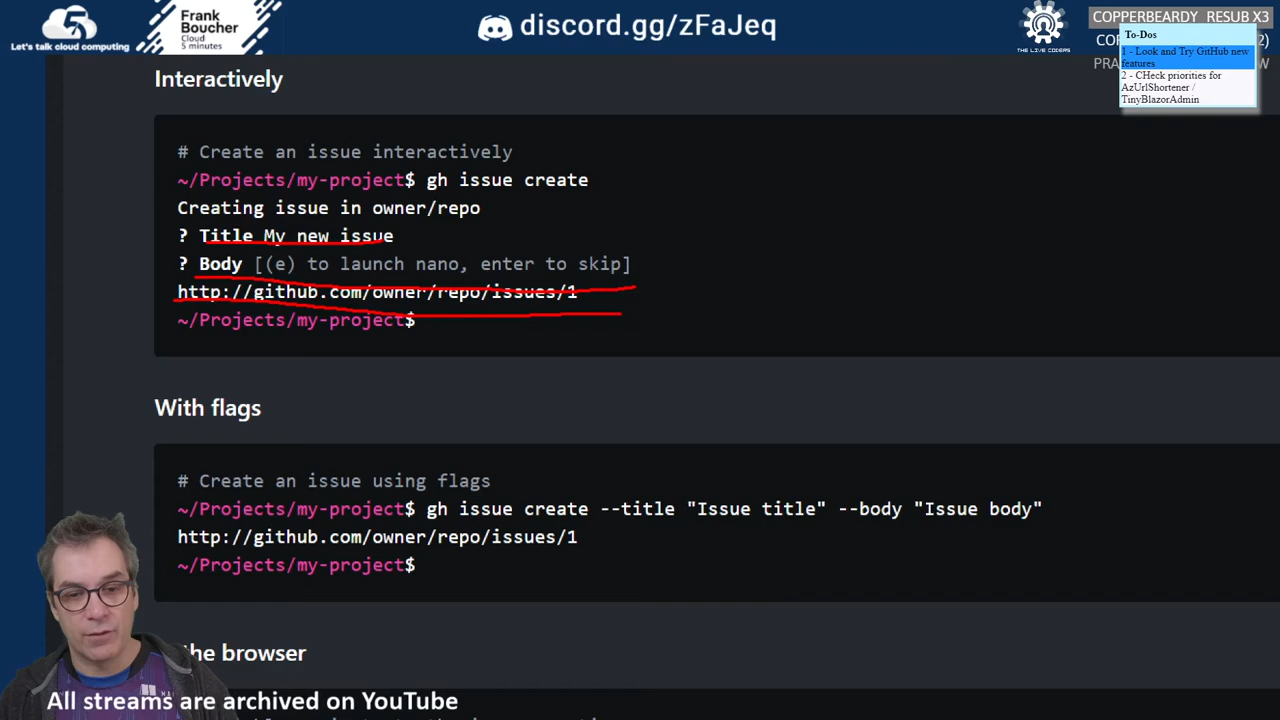 Let's talk cloud computing
Frank
Boucher
Cloud
5 minutes
discord.gg/zFaJeq
THE LIVE CODERS
COPPERBEARDY RESUB X3
To-Dos
1 - Look and Try GitHub new
features
2 - CHeck priorities for
AzUrlShortener /
TinyBlazorAdmin
Interactively
# Create an issue interactively
~/Projects/my-project$ gh issue create
Creating issue in owner/repo
? Title My new issue
? Body [(e) to launch nano, enter to skip]
http://github.com/owner/repo/issues/1
~/Projects/my-project$
With flags
# Create an issue using flags
~/Projects/my-project$ gh issue create --title "Issue title" --body "Issue body"
http://github.com/owner/repo/issues/1
~/Projects/my-project$
the browser
All streams are archived on YouTube